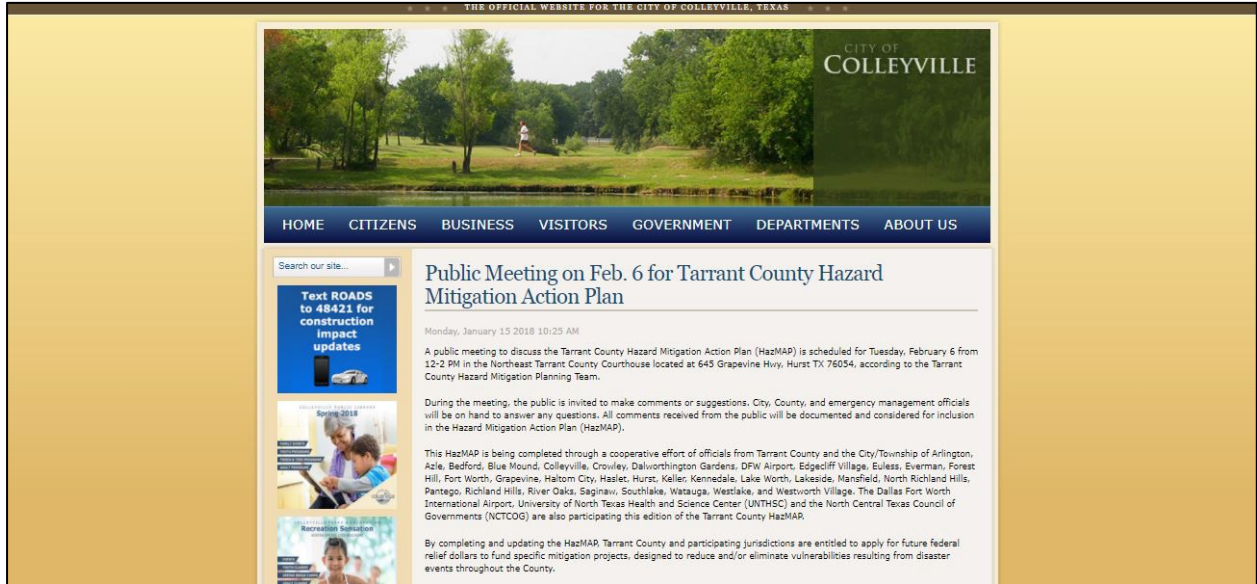 THE OFFICIAL WEBSITE FOR THE CITY OF COLLEYVILLE, TEXAS
CITY OF
COLLEYVILLE
HOME CITIZENS BUSINESS VISITORS GOVERNMENT DEPARTMENTS ABOUT US
Search our site...
Text ROADS
to 48421 for
construction
impact
updates
Spring 2018
Recreation Sensation
Public Meeting on Feb. 6 for Tarrant County Hazard
Mitigation Action Plan
Monday, January 15 2018 10:25 AM
A public meeting to discuss the Tarrant County Hazard Mitigation Action Plan (HazMAP) is scheduled for Tuesday, February 6 from
12-2 PM in the Northeast Tarrant County Courthouse located at 645 Grapevine Hwy, Hurst TX 76054, according to the Tarrant
County Hazard Mitigation Planning Team.
During the meeting, the public is invited to make comments or suggestions. City, County, and emergency management officials
will be on hand to answer any questions. All comments received from the public will be documented and considered for inclusion
in the Hazard Mitigation Action Plan (HazMAP).
This HazMAP is being completed through a cooperative effort of officials from Tarrant County and the City/Township of Arlington,
Azle, Bedford, Blue Mound, Colleyville, Crowley, Dalworthington Gardens, DFW Airport, Edgecliff Village, Euless, Everman, Forest
Hill, Fort Worth, Grapevine, Haltom City, Haslet, Hurst, Keller, Kennedale, Lake Worth, Lakeside, Mansfield, North Richland Hills,
Pantego, Richland Hills, River Oaks, Saginaw, Southlake, Watauga, Westlake, and Westworth Village. The Dallas Fort Worth
International Airport, University of North Texas Health and Science Center (UNTHSC) and the North Central Texas Council of
Governments (NCTCOG) are also participating this edition of the Tarrant County HazMAP.
By completing and updating the HazMAP, Tarrant County and participating jurisdictions are entitled to apply for future federal
relief dollars to fund specific mitigation projects, designed to reduce and/or eliminate vulnerabilities resulting from disaster
events throughout the County.